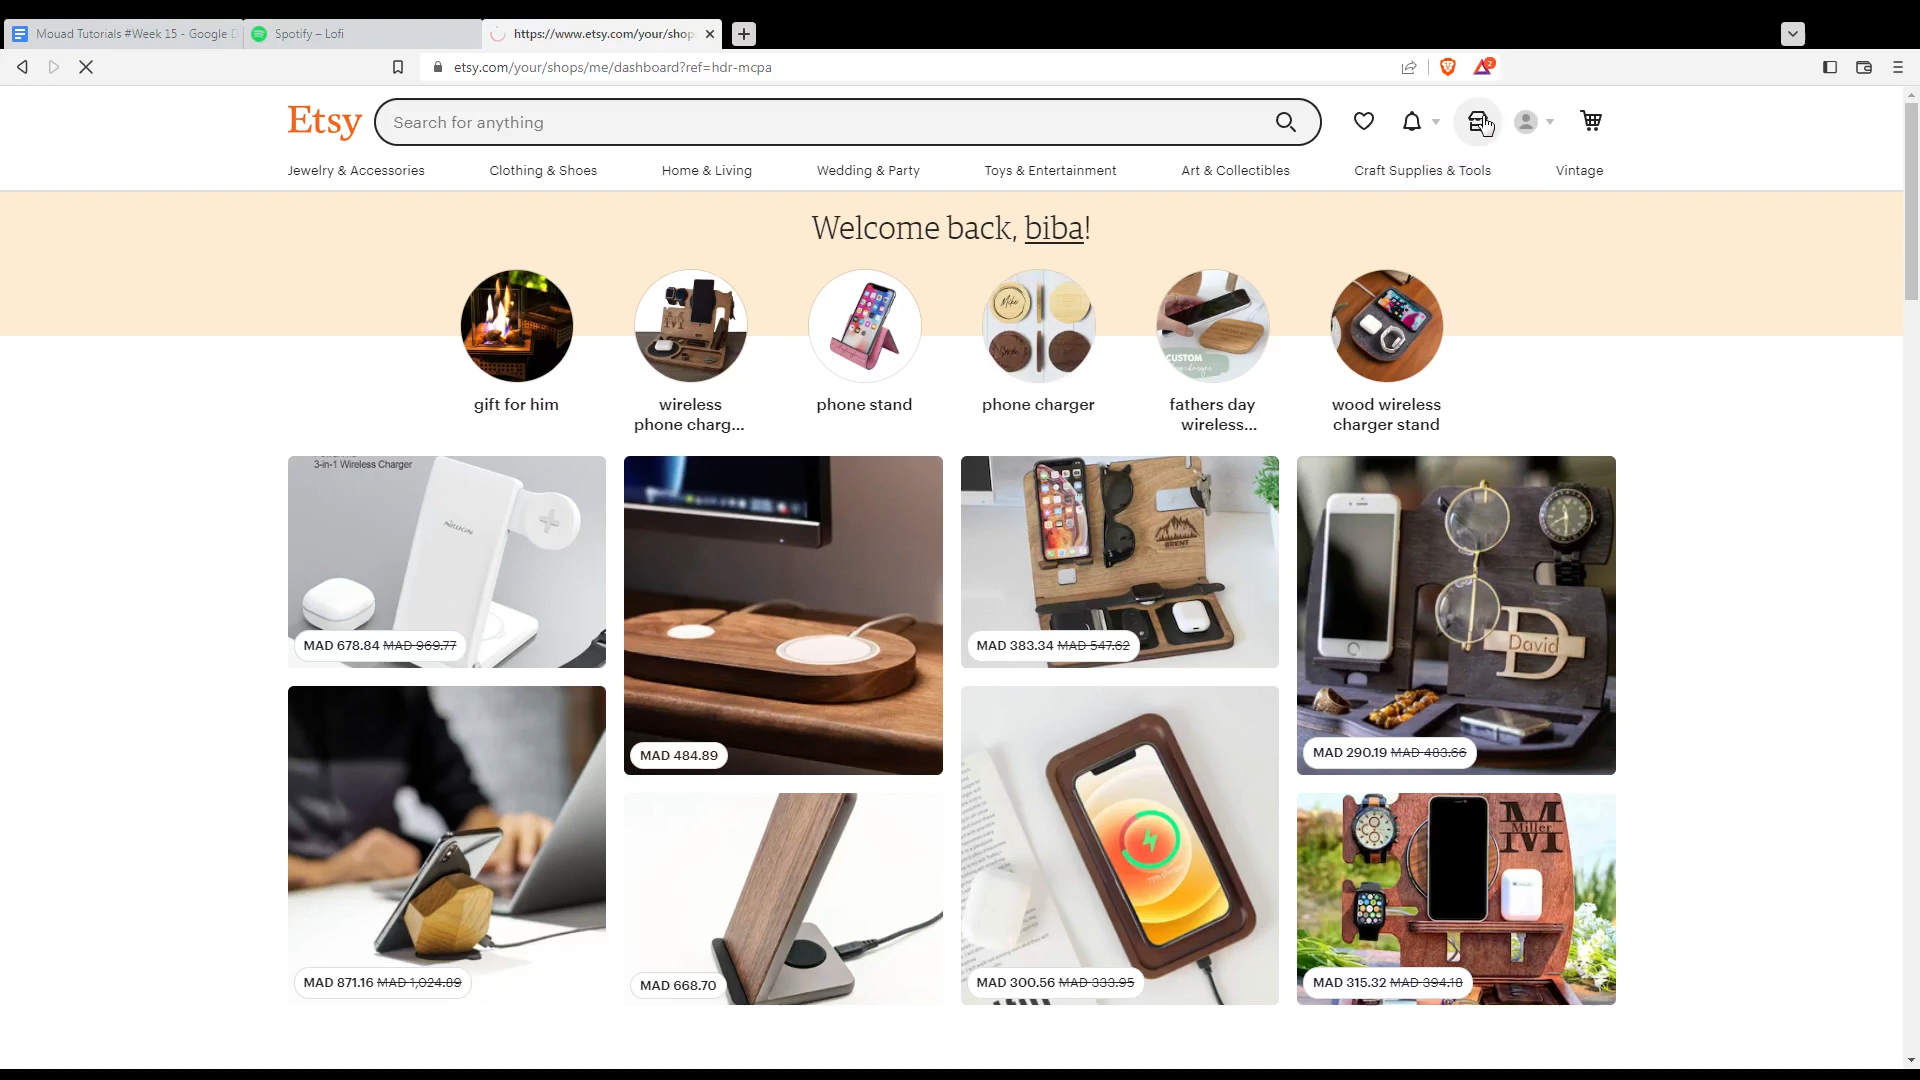 Mouad Tutorials #Week 15 - Google D
Spotify – Lofi
https://www.etsy.com/your/shop
etsy.com/your/shops/me/dashboard?ref=hdr-mcpa
2
Etsy
Search for anything
Jewelry & Accessories
Clothing & Shoes
Home & Living
Wedding & Party
Toys & Entertainment
Art & Collectibles
Craft Supplies & Tools
Vintage
Welcome back, biba!
gift for him
wireless
phone charg...
phone stand
phone charger
fathers day
wireless...
wood wireless
charger stand
Mike
CUSTOM
3-in-1 Wireless Charger
NILLKIN
MAD 678.84 MAD 969.77
MAD 484.89
BRENT
MAD 383.34 MAD 547.62
David
MAD 290.19 MAD 483.66
MAD 871.16 MAD 1,024.89
MAD 668.70
MAD 300.56 MAD 333.95
M
Miller
MAD 315.32 MAD 394.18